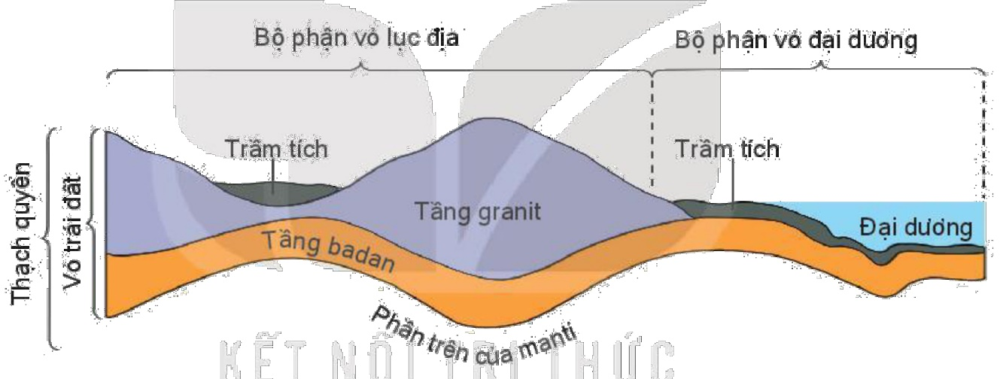 Bộ phận vỏ lục địa
Bộ phận vỏ đại dương
Trầm tích
Trầm tích
Thạch quyển
Vỏ trái đất
Tầng granit
Đại dương
Tầng badan
Phần trên của manti
KẾT NỐI TRI THỨC